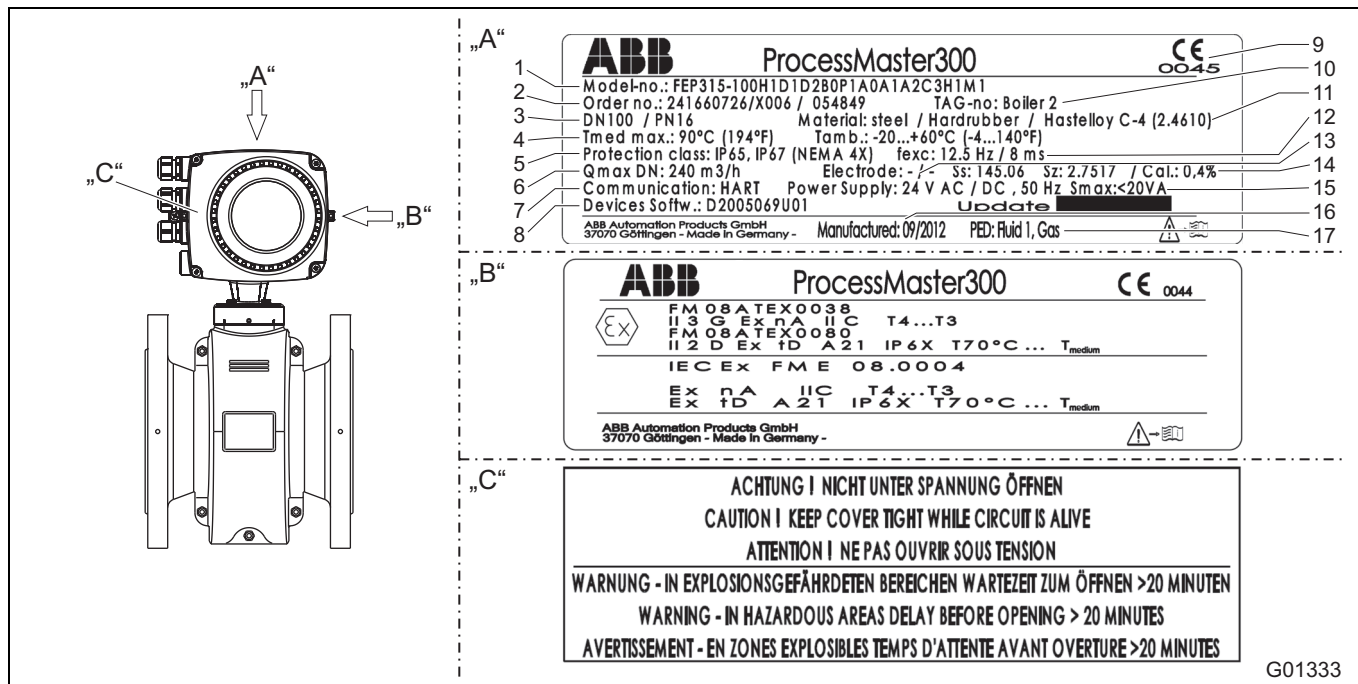 „A“
„C“
„B“
„A“
ABB ProcessMaster300 CE 0045
Model-no.: FEP315-100H1D1D2B0P1A0A1A2C3H1M1
Order no.: 241660726/X006 / 054849 TAG-no: Boiler 2
DN100 / PN16 Material: steel / Hardrubber / Hastelloy C-4 (2.4610)
Tmed max.: 90°C (194°F) Tamb.: -20...+60°C (-4...140°F)
Protection class: IP65, IP67 (NEMA 4X) fexc: 12.5 Hz / 8 ms
Qmax DN: 240 m3/h Electrode: - / - Ss: 145.06 Sz: 2.7517 / Cal.: 0,4%
Communication: HART Power Supply: 24 V AC / DC , 50 Hz Smax:<20VA
Devices Softw.: D2005069U01 Update
ABB Automation Products GmbH
37070 Göttingen - Made in Germany - Manufactured: 09/2012 PED: Fluid 1, Gas
1
2
3
4
5
6
7
8
9
10
11
12
13
14
15
16
17
„B“
ABB ProcessMaster300 CE 0044
Ex
FM 08ATEX0038
II 3 G Ex nA II C T4...T3
FM 08ATEX0080
II 2 D Ex tD A21 IP6X T70°C ... Tmedium
IECEx FME 08.0004
Ex nA IIC T4...T3
Ex tD A21 IP6X T70°C ... Tmedium
ABB Automation Products GmbH
37070 Göttingen - Made in Germany -
„C“
ACHTUNG ! NICHT UNTER SPANNUNG ÖFFNEN
CAUTION ! KEEP COVER TIGHT WHILE CIRCUIT IS ALIVE
ATTENTION ! NE PAS OUVRIR SOUS TENSION
WARNUNG - IN EXPLOSIONSGEFÄHRDETEN BEREICHEN WARTEZEIT ZUM ÖFFNEN >20 MINUTEN
WARNING - IN HAZARDOUS AREAS DELAY BEFORE OPENING > 20 MINUTES
AVERTISSEMENT - EN ZONES EXPLOSIBLES TEMPS D'ATTENTE AVANT OVERTURE >20 MINUTES
G01333